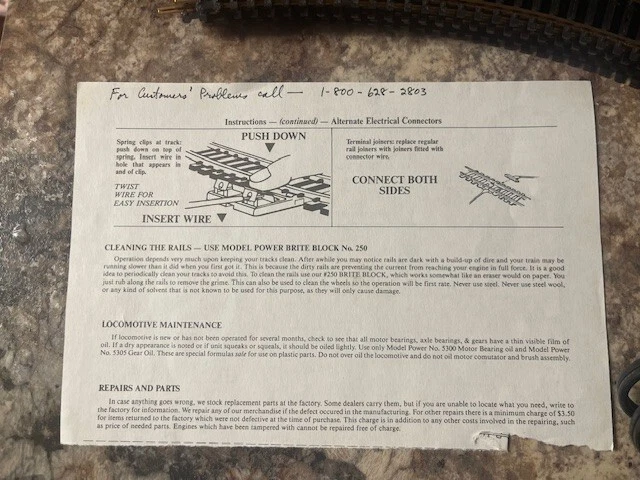 For Customers' Problems call — 1-800-628-2803
Instructions — (continued) — Alternate Electrical Connectors
PUSH DOWN
Spring clips at track:
push down on top of
spring. Insert wire in
hole that appears in
and of clip.
TWIST
WIRE FOR
EASY INSERTION
INSERT WIRE
Terminal joiners: replace regular
rail joiners with joiners fitted with
connector wire.
CONNECT BOTH
SIDES
CLEANING THE RAILS — USE MODEL POWER BRITE BLOCK No. 250
Operation depends very much upon keeping your tracks clean. After awhile you may notice rails are dark with a build-up of dire and your train may be
running slower than it did when you first got it. This is because the dirty rails are preventing the current from reaching your engine in full force. It is a good
idea to periodically clean your tracks to avoid this. To clean the rails use our #250 BRITE BLOCK, which works somewhat like an eraser would on paper. You
just rub along the rails to remove the grime. This can also be used to clean the wheels so the operation will be first rate. Never use steel. Never use steel wool,
or any kind of solvent that is not known to be used for this purpose, as they will only cause damage.
LOCOMOTIVE MAINTENANCE
If locomotive is new or has not been operated for several months, check to see that all motor bearings, axle bearings, & gears have a thin visible film of
oil. If a dry appearance is noted or if unit squeaks or squeals, it should be oiled lightly. Use only Model Power No. 5300 Motor Bearing oil and Model Power
No. 5305 Gear Oil. These are special formulas safe for use on plastic parts. Do not over oil the locomotive and do not oil motor comutator and brush assembly.
REPAIRS AND PARTS
In case anything goes wrong, we stock replacement parts at the factory. Some dealers carry them, but if you are unable to locate what you need, write to
the factory for information. We repair any of our merchandise if the defect occured in the manufacturing. For other repairs there is a minimum charge of $3.50
for items returned to the factory which were not defective at the time of purchase. This charge is in addition to any other costs involved in the repairing, such
as price of needed parts. Engines which have been tampered with cannot be repaired free of charge.